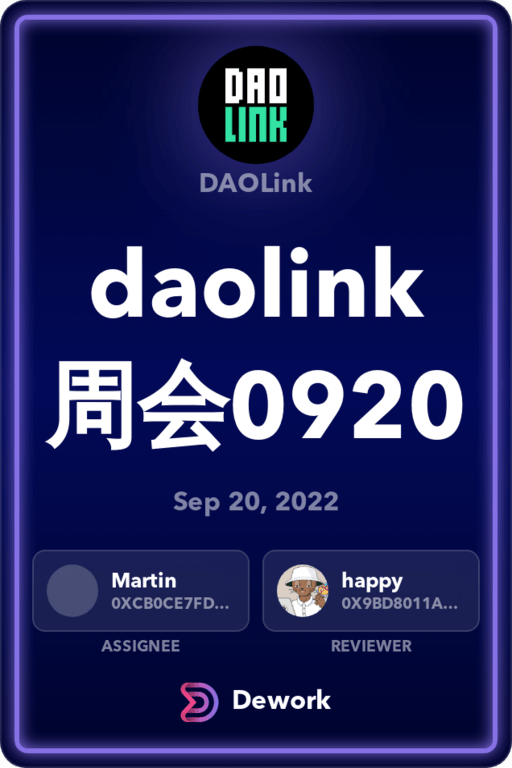 DAO
LINK
DAOLink
daolink
周会0920
Sep 20, 2022
Martin
0XCB0CE7FD...
happy
0X9BD8011A...
ASSIGNEE
REVIEWER
Dework